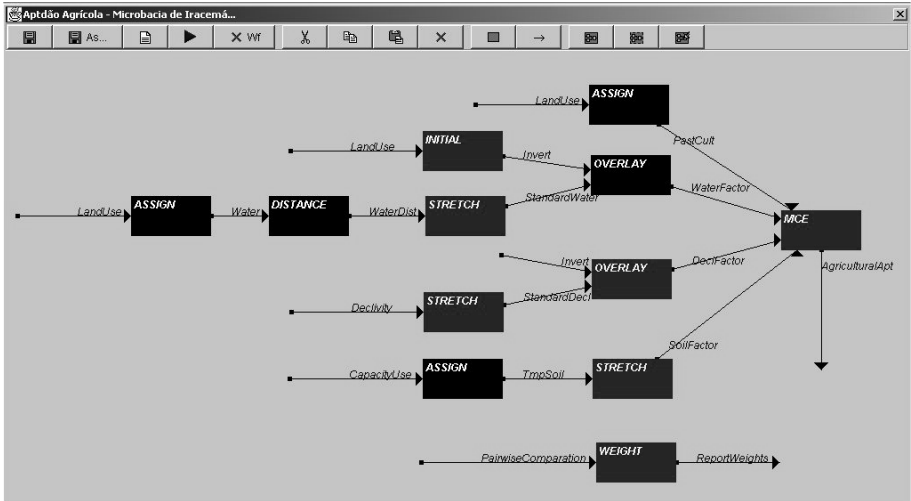 Aptdão Agrícola - Microbacia de Iracemá...
As...
Wf
LandUse
ASSIGN
PastCult
LandUse
INITIAL
Invert
OVERLAY
WaterFactor
LandUse
ASSIGN
Water
DISTANCE
WaterDist
STRETCH
StandardWater
MCE
AgriculturalApt
Invert
OVERLAY
DeclFactor
Declivity
STRETCH
StandardDecl
SoilFactor
CapacityUse
ASSIGN
TmpSoil
STRETCH
PairwiseComparation
WEIGHT
ReportWeights